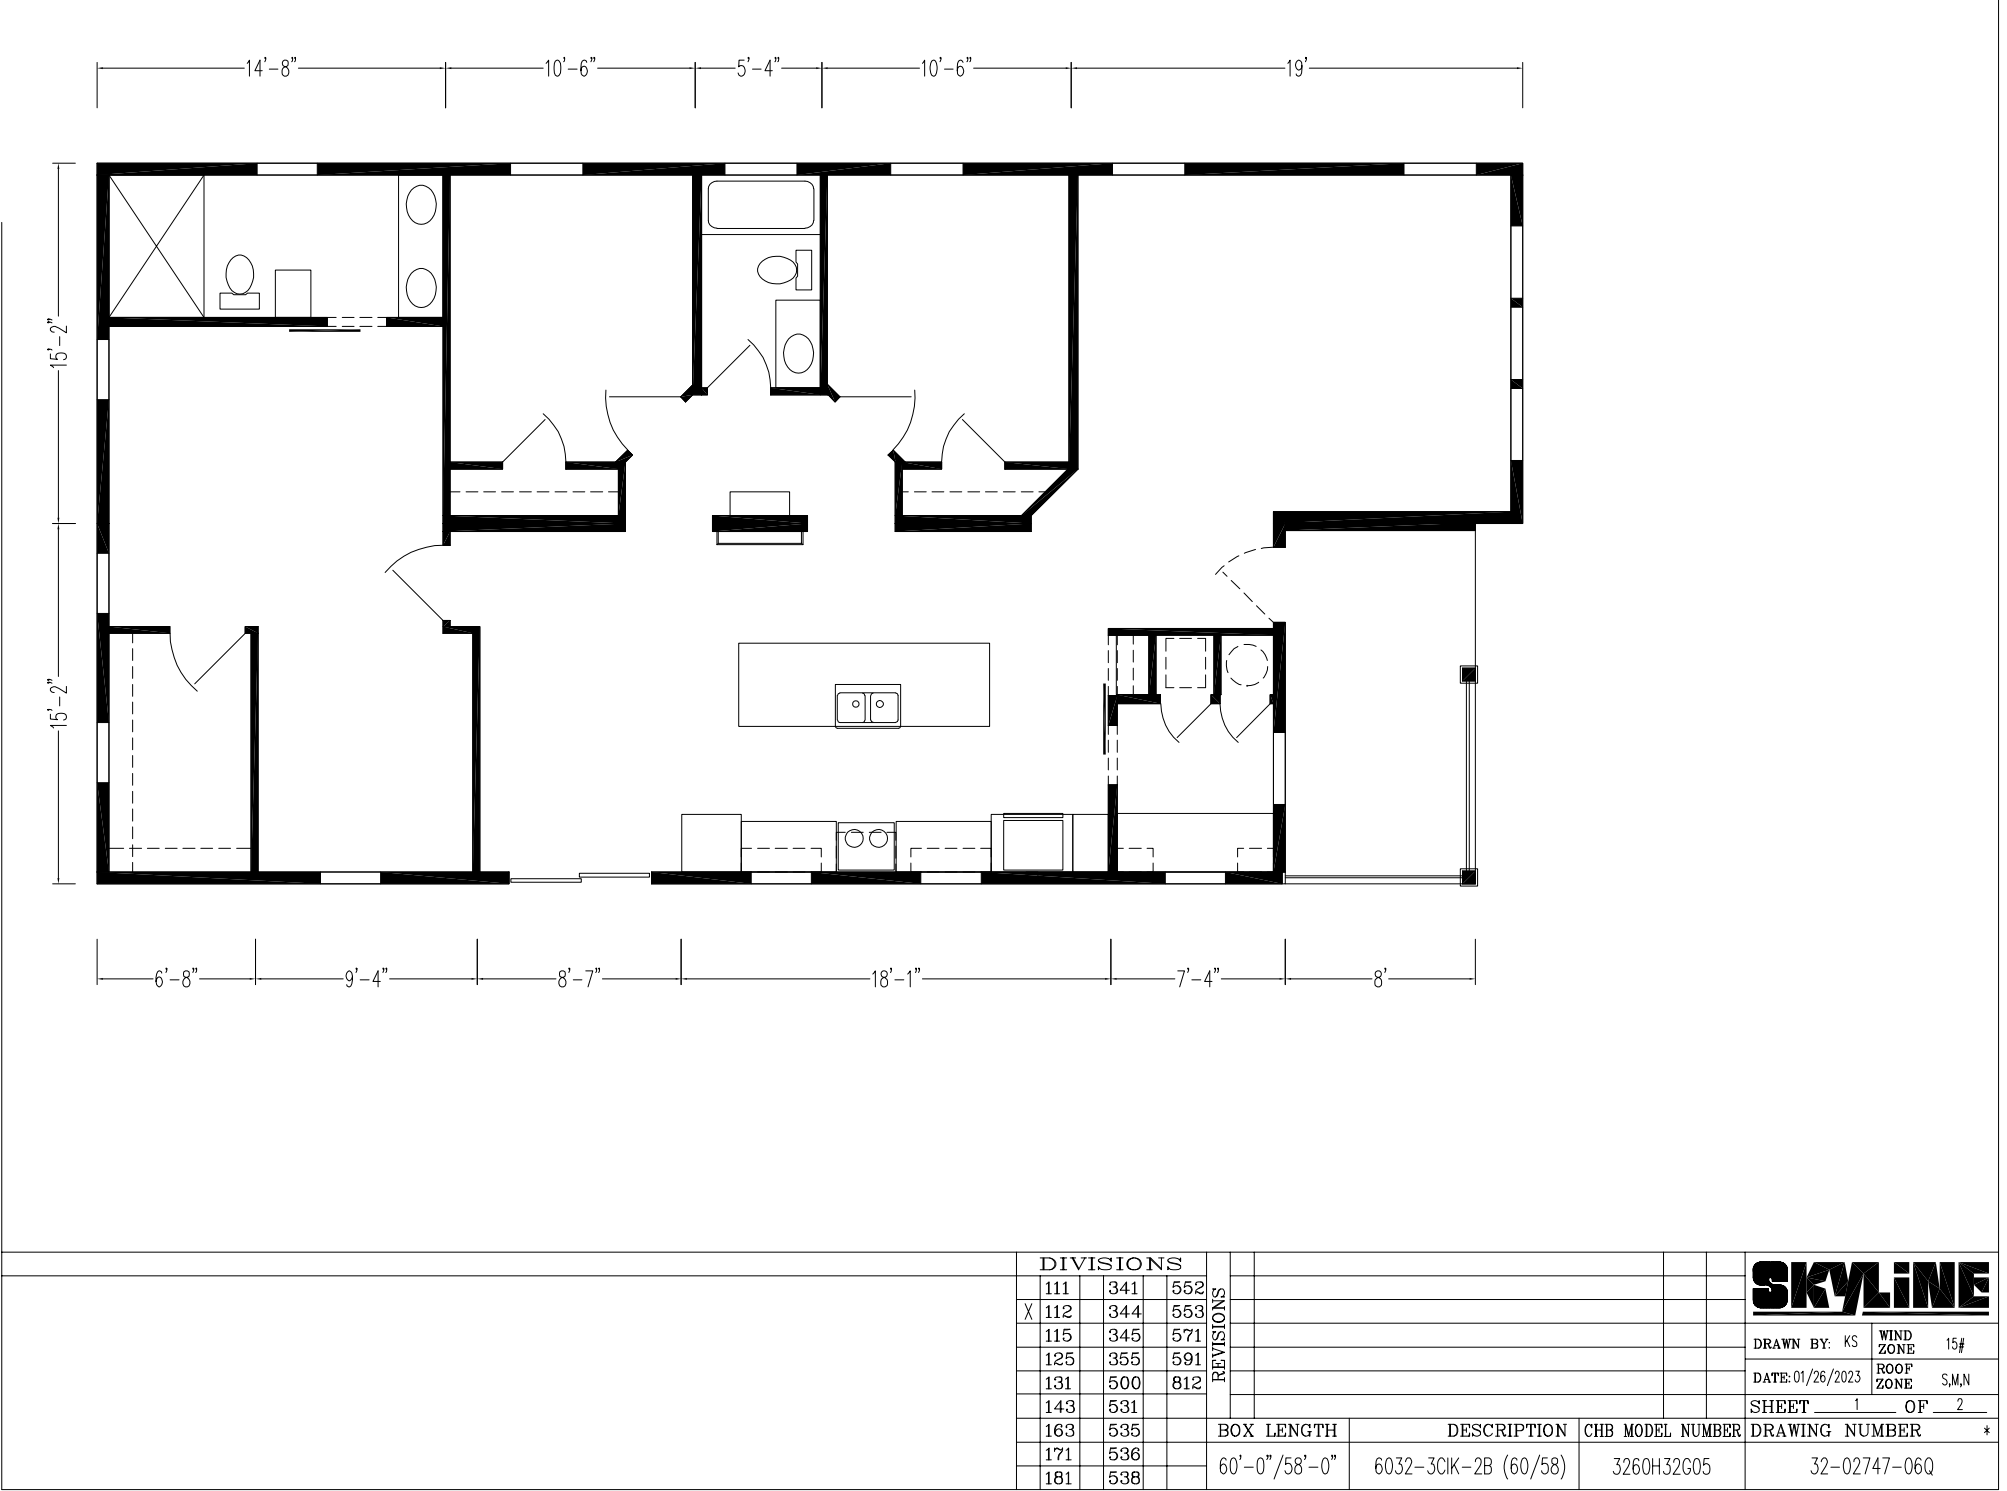 14'-8" 10'-6" 5'-4" 10'-6" 19'
15'-2"
15'-2"
6'-8" 9'-4" 8'-7" 18'-1" 7'-4" 8'
DIVISIONS
111 341 552
X 112 344 553
115 345 571
125 355 591
131 500 812
143 531
163 535
171 536
181 538
REVISIONS
SKYLINE
DRAWN BY: KS WIND ZONE 15#
DATE: 01/26/2023 ROOF ZONE S,M,N
SHEET 1 OF 2
BOX LENGTH DESCRIPTION CHB MODEL NUMBER DRAWING NUMBER *
60'-0"/58'-0" 6032-3CIK-2B (60/58) 3260H32G05 32-02747-06Q